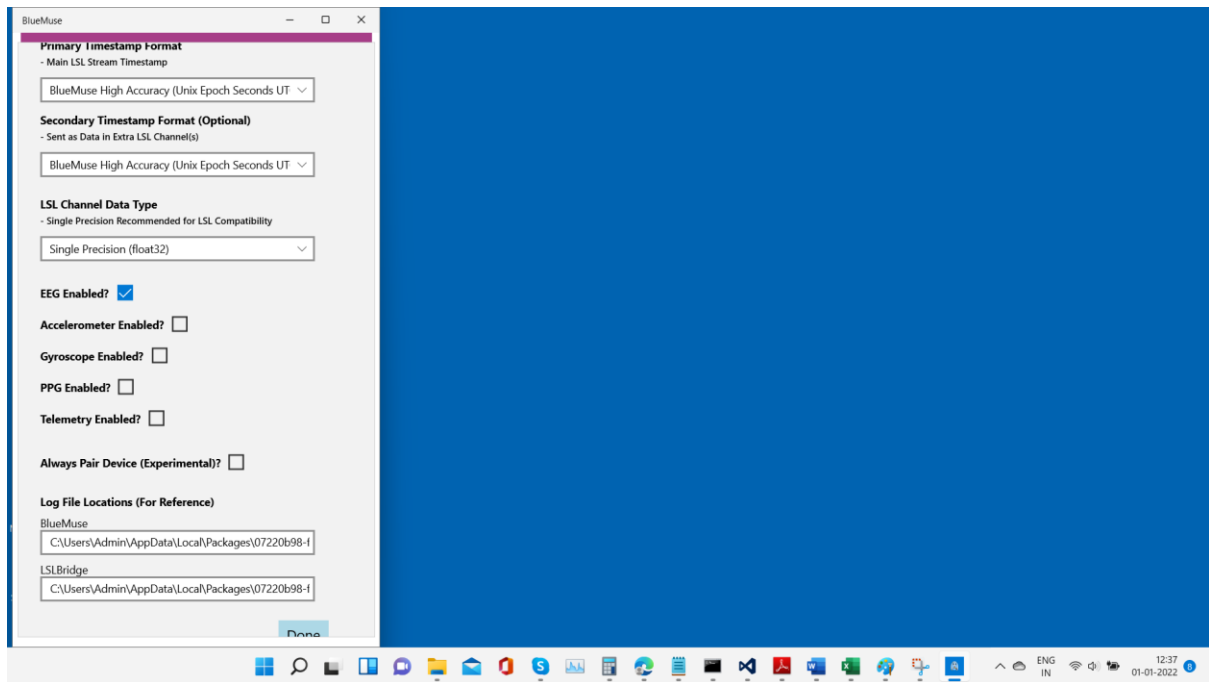 BlueMuse
Primary Timestamp Format
- Main LSL Stream Timestamp
BlueMuse High Accuracy (Unix Epoch Seconds UT
Secondary Timestamp Format (Optional)
- Sent as Data in Extra LSL Channel(s)
BlueMuse High Accuracy (Unix Epoch Seconds UT
LSL Channel Data Type
- Single Precision Recommended for LSL Compatibility
Single Precision (float32)
EEG Enabled?
Accelerometer Enabled?
Gyroscope Enabled?
PPG Enabled?
Telemetry Enabled?
Always Pair Device (Experimental)?
Log File Locations (For Reference)
BlueMuse
C:\Users\Admin\AppData\Local\Packages\07220b98-f
LSLBridge
C:\Users\Admin\AppData\Local\Packages\07220b98-f
Done
ENG
IN
12:37
01-01-2022
8